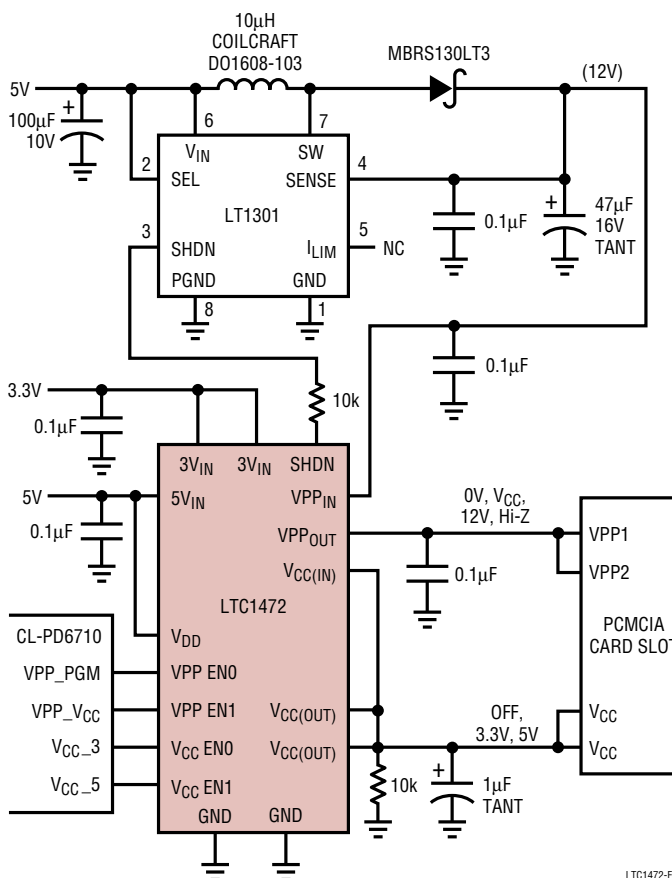 10µH
COILCRAFT
DO1608-103
MBRS130LT3
5V
(12V)
+
100µF
10V
6
7
VIN
SW
2
SEL
SENSE
4
LT1301
+
47µF
16V
TANT
0.1µF
3
SHDN
ILIM
5
NC
PGND
GND
8
1
0.1µF
3.3V
10k
0.1µF
3VIN
3VIN
SHDN
5V
5VIN
VPPIN
0V, VCC,
12V, Hi-Z
0.1µF
VPPOUT
VPP1
VCC(IN)
0.1µF
VPP2
LTC1472
CL-PD6710
VDD
PCMCIA
CARD SLOT
VPP_PGM
VPP EN0
VPP_VCC
VPP EN1
VCC(OUT)
OFF,
3.3V, 5V
VCC
VCC_3
VCC EN0
VCC(OUT)
VCC
VCC_5
VCC EN1
10k
+
1µF
TANT
GND
GND